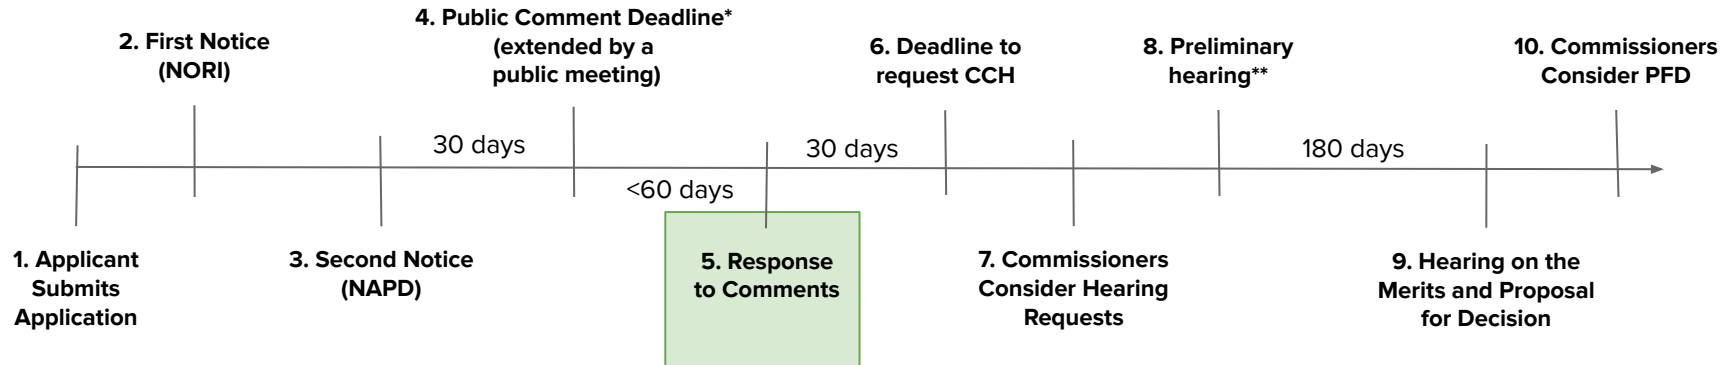 1. Applicant
Submits
Application
2. First Notice
(NORI)
3. Second Notice
(NAPD)
30 days
4. Public Comment Deadline*
(extended by a
public meeting)
<60 days
5. Response
to Comments
30 days
6. Deadline to
request CCH
7. Commissioners
Consider Hearing
Requests
8. Preliminary
hearing**
180 days
9. Hearing on the
Merits and Proposal
for Decision
10. Commissioners
Consider PFD